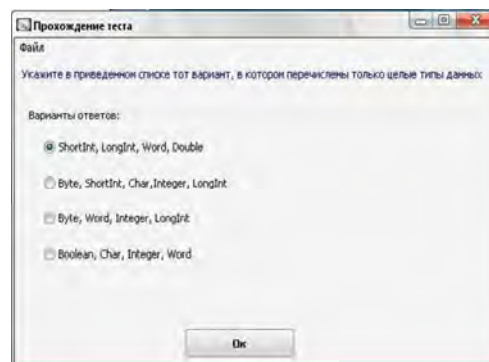 Прохождение теста
Файл
Укажите в приведенном списке тот вариант, в котором перечислены только целые типы данных
Варианты ответов:
ShortInt, LongInt, Word, Double
Byte, ShortInt, Char,Integer, LongInt
Byte, Word, Integer, LongInt
Boolean, Char, Integer, Word
Ок